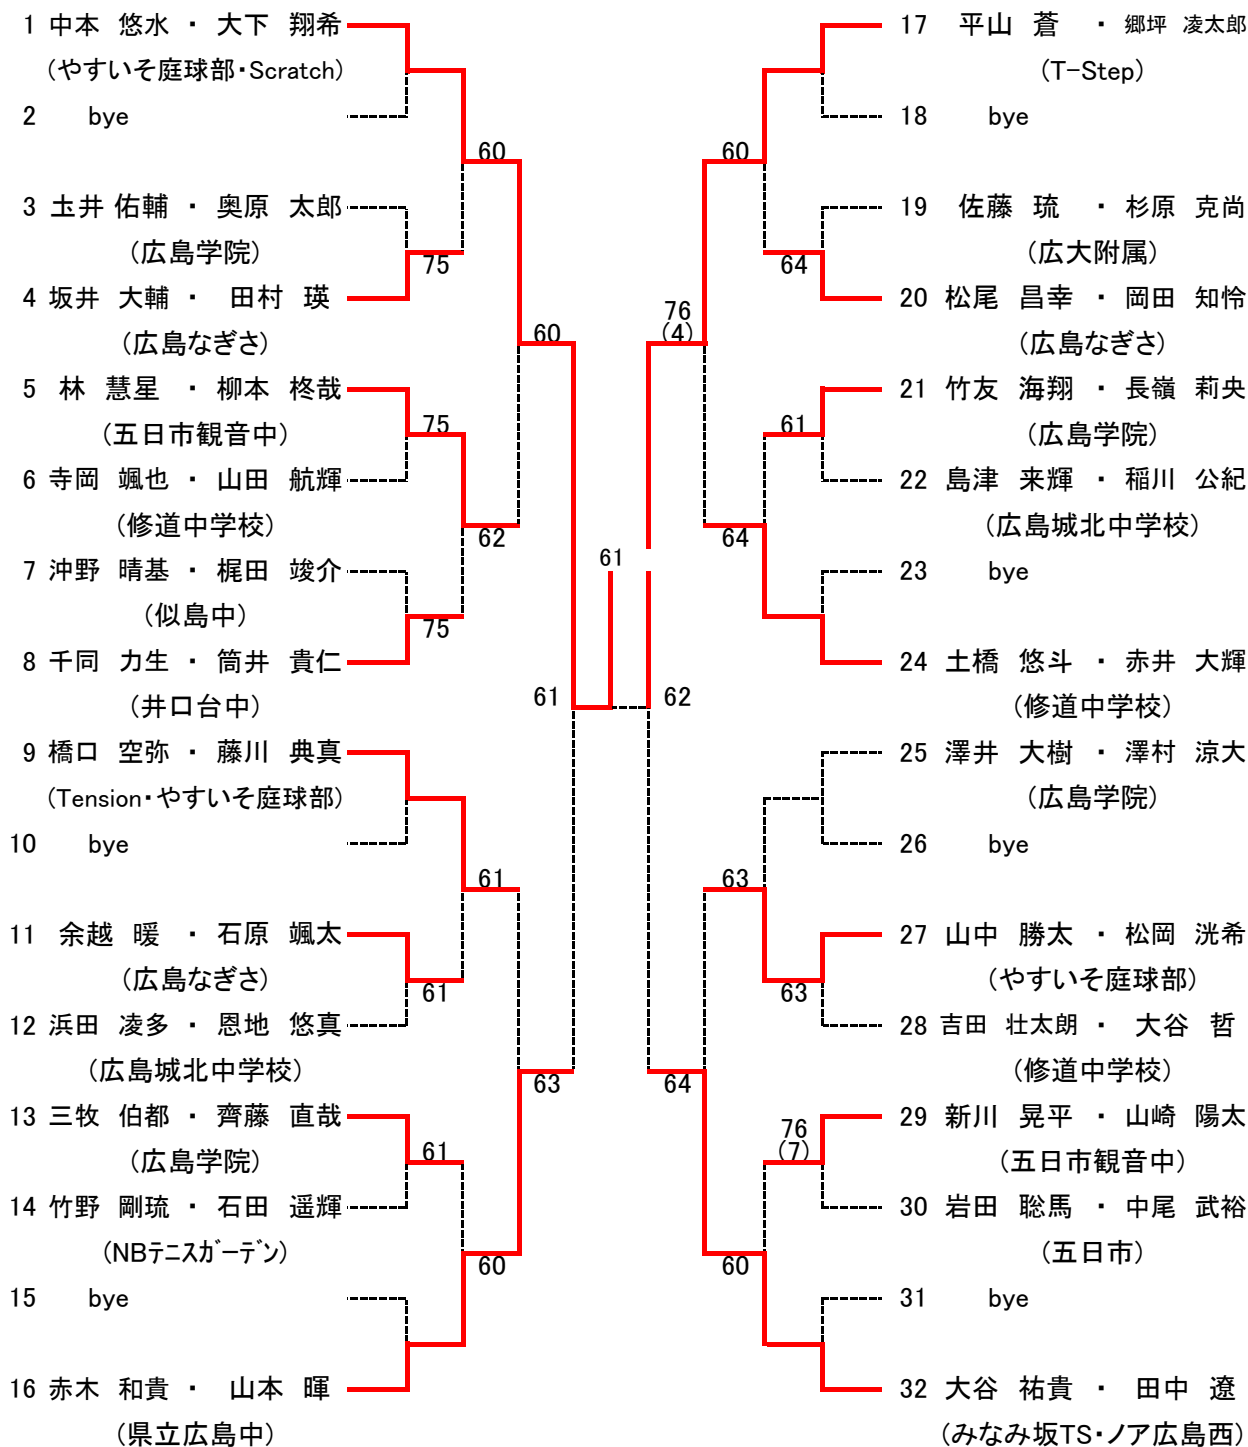 1 中本 悠水 ・ 大下 翔希
(やすいそ庭球部・Scratch)
2 bye
60
3 圡井 佑輔 ・ 奥原 太郎
(広島学院)
75
4 坂井 大輔 ・ 田村 瑛
(広島なぎさ)
60
5 林 慧星 ・ 柳本 柊哉
(五日市観音中)
75
6 寺岡 颯也 ・ 山田 航輝
(修道中学校)
62
7 沖野 晴基 ・ 梶田 竣介
(似島中)
75
8 千同 力生 ・ 筒井 貴仁
(井口台中)
61
9 橋口 空弥 ・ 藤川 典真
(Tension・やすいそ庭球部)
10 bye
61
11 余越 暖 ・ 石原 颯太
(広島なぎさ)
61
12 浜田 凌多 ・ 恩地 悠真
(広島城北中学校)
63
13 三牧 伯都 ・ 齊藤 直哉
(広島学院)
61
14 竹野 剛琉 ・ 石田 遥輝
(NBテニスガーデン)
60
15 bye
16 赤木 和貴 ・ 山本 暉
(県立広島中)
61
17 平山 蒼 ・ 郷坪 凌太郎
(T-Step)
18 bye
60
19 佐藤 琉 ・ 杉原 克尚
(広大附属)
64
20 松尾 昌幸 ・ 岡田 知怜
(広島なぎさ)
76
(4)
21 竹友 海翔 ・ 長嶺 莉央
(広島学院)
61
22 島津 来輝 ・ 稲川 公紀
(広島城北中学校)
64
23 bye
24 土橋 悠斗 ・ 赤井 大輝
(修道中学校)
62
25 澤井 大樹 ・ 澤村 涼大
(広島学院)
26 bye
63
27 山中 勝太 ・ 松岡 洸希
(やすいそ庭球部)
63
28 吉田 壮太朗 ・ 大谷 哲
(修道中学校)
64
29 新川 晃平 ・ 山崎 陽太
(五日市観音中)
76
(7)
30 岩田 聡馬 ・ 中尾 武裕
(五日市)
60
31 bye
32 大谷 祐貴 ・ 田中 遼
(みなみ坂TS・ノア広島西)